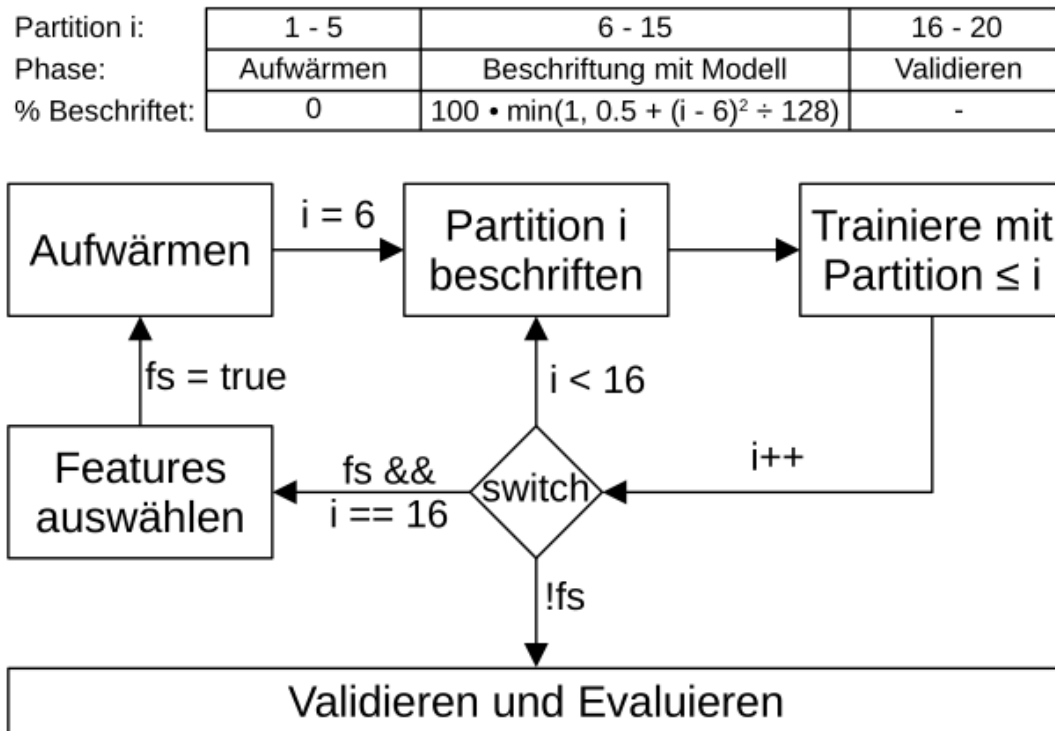 Partition i: 1 - 5 6 - 15 16 - 20
Phase: Aufwärmen Beschriftung mit Modell Validieren
% Beschriftet: 0 100 • min(1, 0.5 + (i - 6)² ÷ 128) -
Aufwärmen
i = 6
Partition i
beschriften
Trainiere mit
Partition ≤ i
fs = true
i < 16
i++
Features
auswählen
fs &&
i == 16
switch
!fs
Validieren und Evaluieren